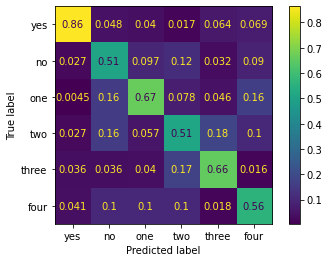 yes 0.86 0.048 0.04 0.017 0.064 0.069
no 0.027 0.51 0.097 0.12 0.032 0.09
one 0.0045 0.16 0.67 0.078 0.046 0.16
two 0.027 0.16 0.057 0.51 0.18 0.1
three 0.036 0.036 0.04 0.17 0.66 0.016
four 0.041 0.1 0.1 0.1 0.018 0.56
yes no one two three four
Predicted label
True label
0.8
0.7
0.6
0.5
0.4
0.3
0.2
0.1